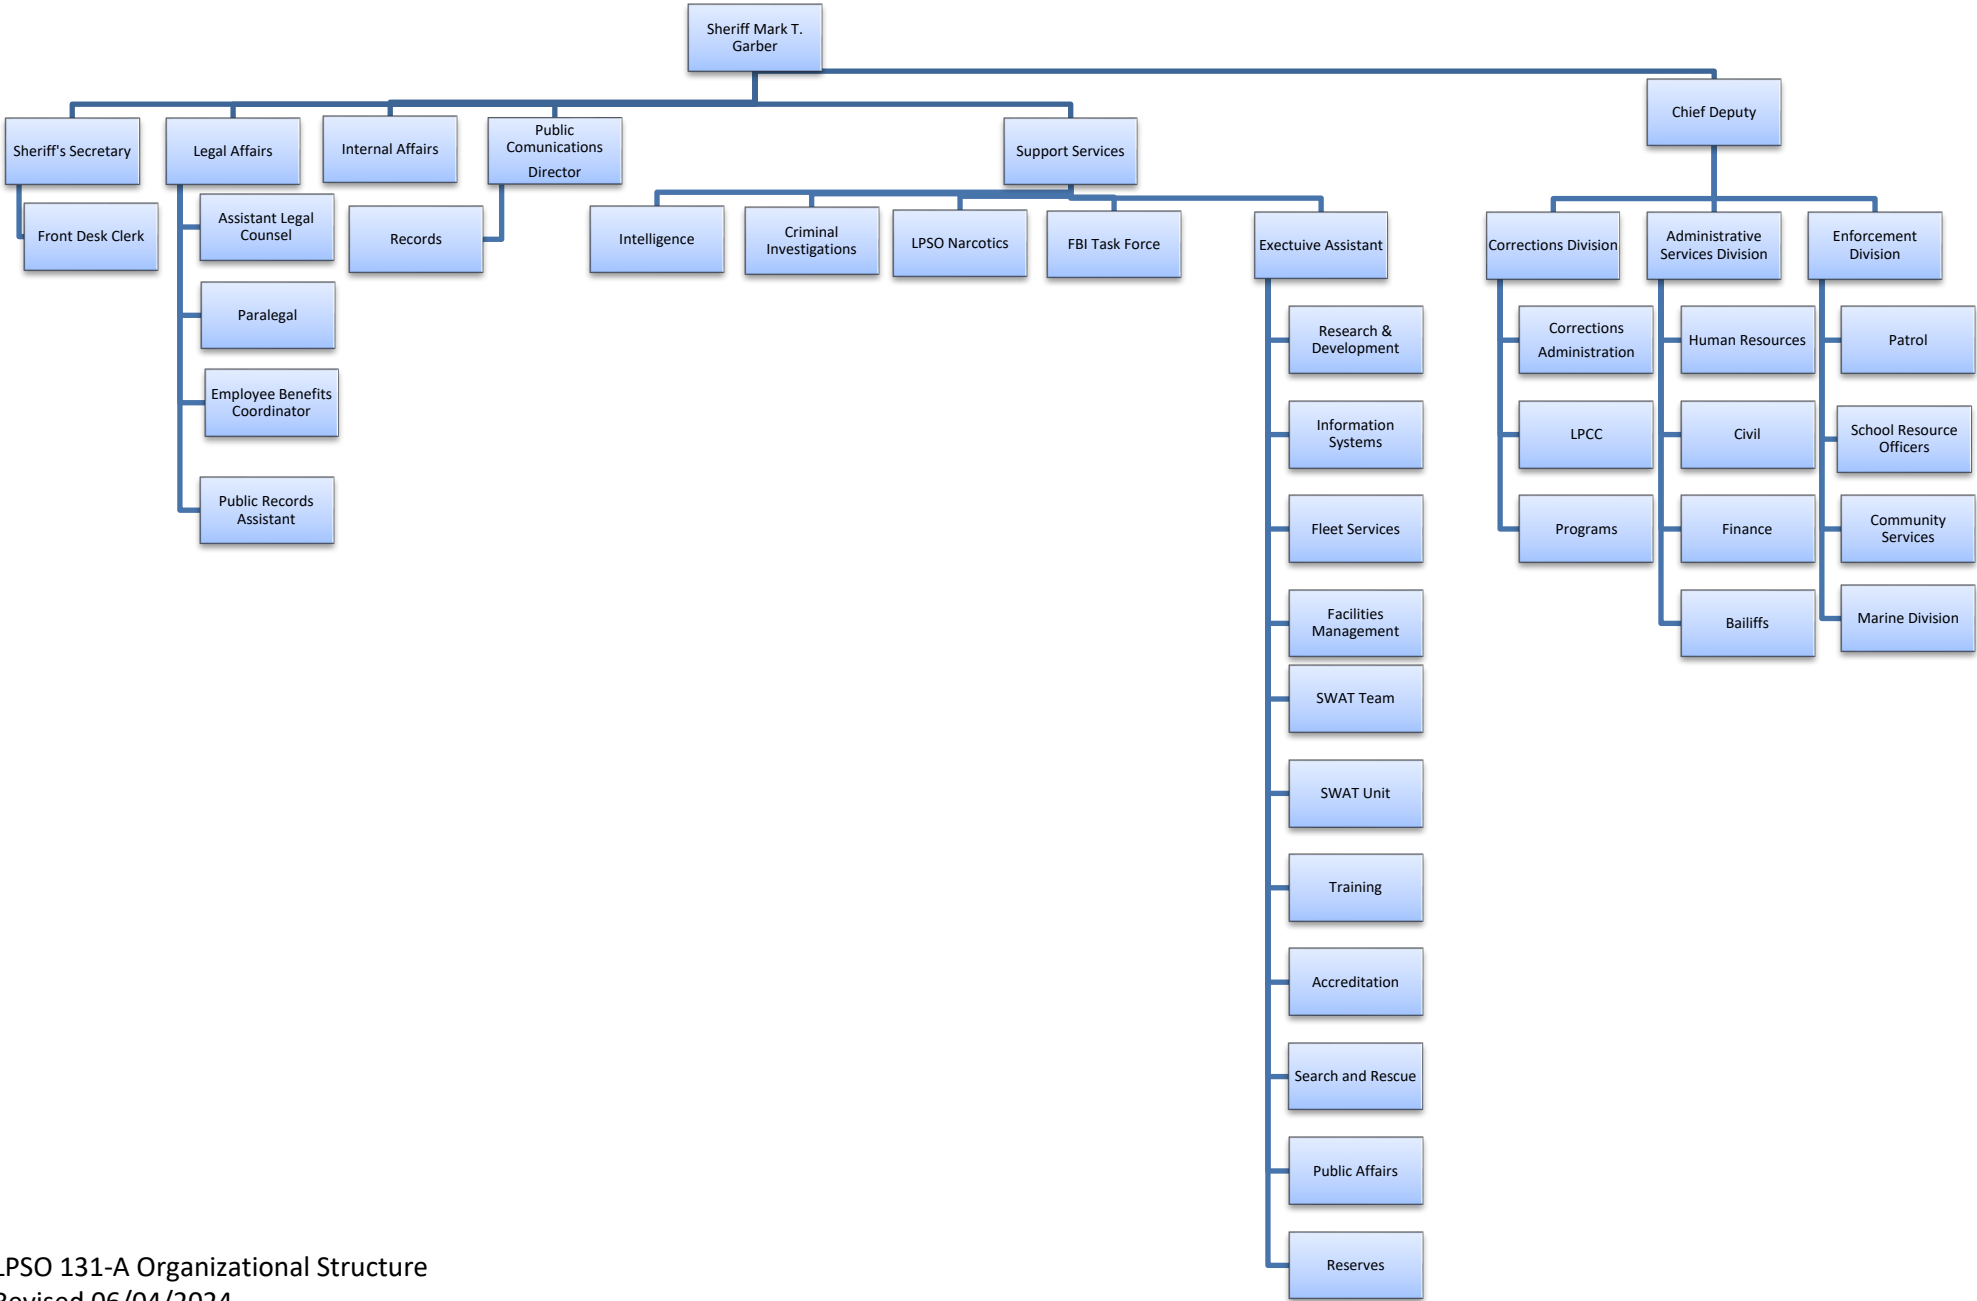 Sheriff Mark T.
Garber
Chief Deputy
Sheriff's Secretary
Legal Affairs
Internal Affairs
Public
Comunications
Director
Support Services
Front Desk Clerk
Assistant Legal
Counsel
Paralegal
Employee Benefits
Coordinator
Public Records
Assistant
Records
Intelligence
Criminal
Investigations
LPSO Narcotics
FBI Task Force
Exectuive Assistant
Research &
Development
Information
Systems
Fleet Services
Facilities
Management
SWAT Team
SWAT Unit
Training
Accreditation
Search and Rescue
Public Affairs
Reserves
Corrections Division
Corrections
Administration
LPCC
Programs
Administrative
Services Division
Human Resources
Civil
Finance
Bailiffs
Enforcement
Division
Patrol
School Resource
Officers
Community
Services
Marine Division
LPSO 131-A Organizational Structure
Revised 06/04/2024